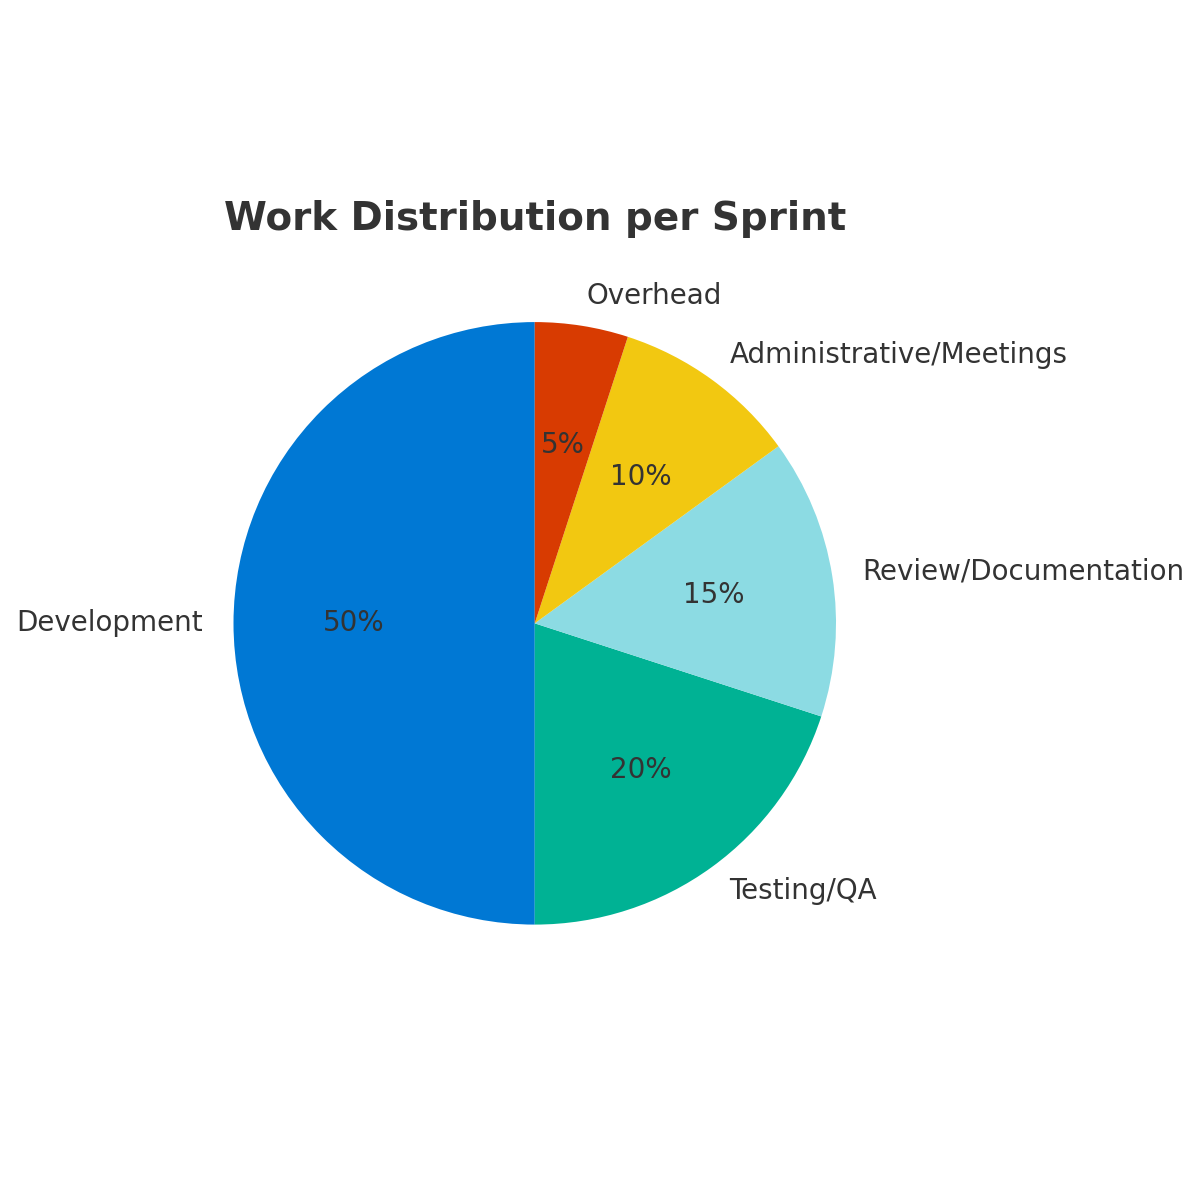 Work Distribution per Sprint
Overhead
Administrative/Meetings
5%
10%
Review/Documentation
15%
Development
50%
20%
Testing/QA